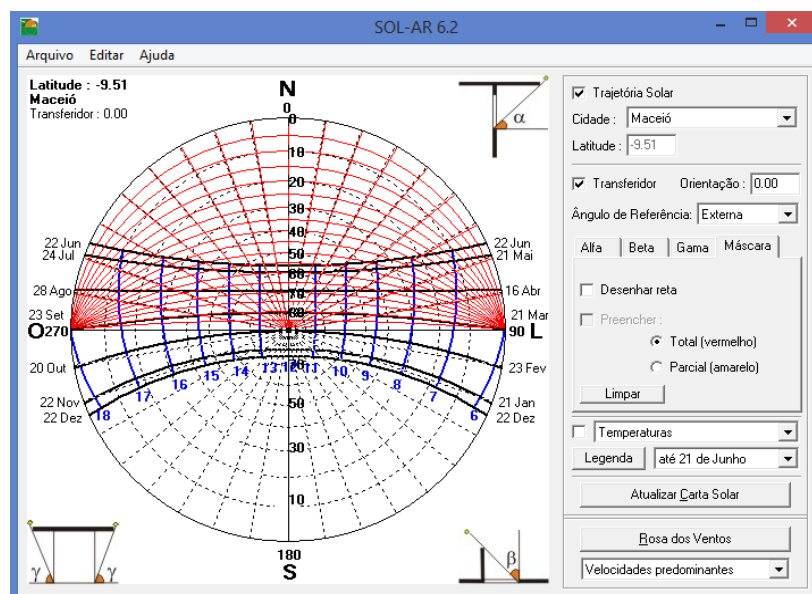 SOL-AR 6.2
Arquivo Editar Ajuda
Latitude : -9.51
Maceió
Transferidor : 0.00
N
0
0
10
20
30
40
50
60
70
80
α
22 Jun
24 Jul
28 Ago
23 Set
O 270
20 Out
22 Nov
22 Dez
22 Jun
21 Mai
16 Abr
21 Mar
90 L
23 Fev
21 Jan
22 Dez
18 17 16 15 14 13 12 11 10 9 8 7 6
70
50
30
10
180
S
γ γ
β
Trajetória Solar
Cidade : Maceió
Latitude : -9.51
Transferidor Orientação : 0.00
Ângulo de Referência: Externa
Alfa Beta Gama Máscara
Desenhar reta
Preencher :
Total (vermelho)
Parcial (amarelo)
Limpar
Temperaturas
Legenda até 21 de Junho
Atualizar Carta Solar
Rosa dos Ventos
Velocidades predominantes